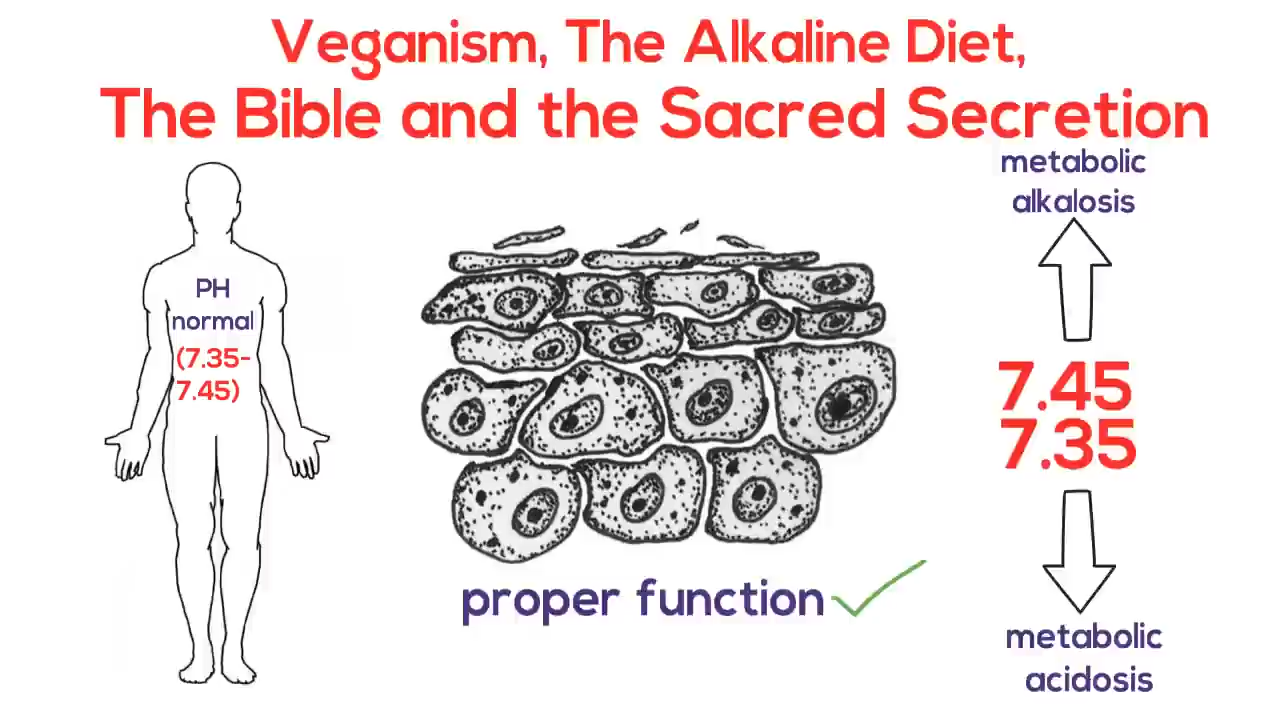 Veganism, The Alkaline Diet,
The Bible and the Sacred Secretion
metabolic
alkalosis
PH
normal
(7.35-
7.45)
7.45
7.35
proper function
metabolic
acidosis